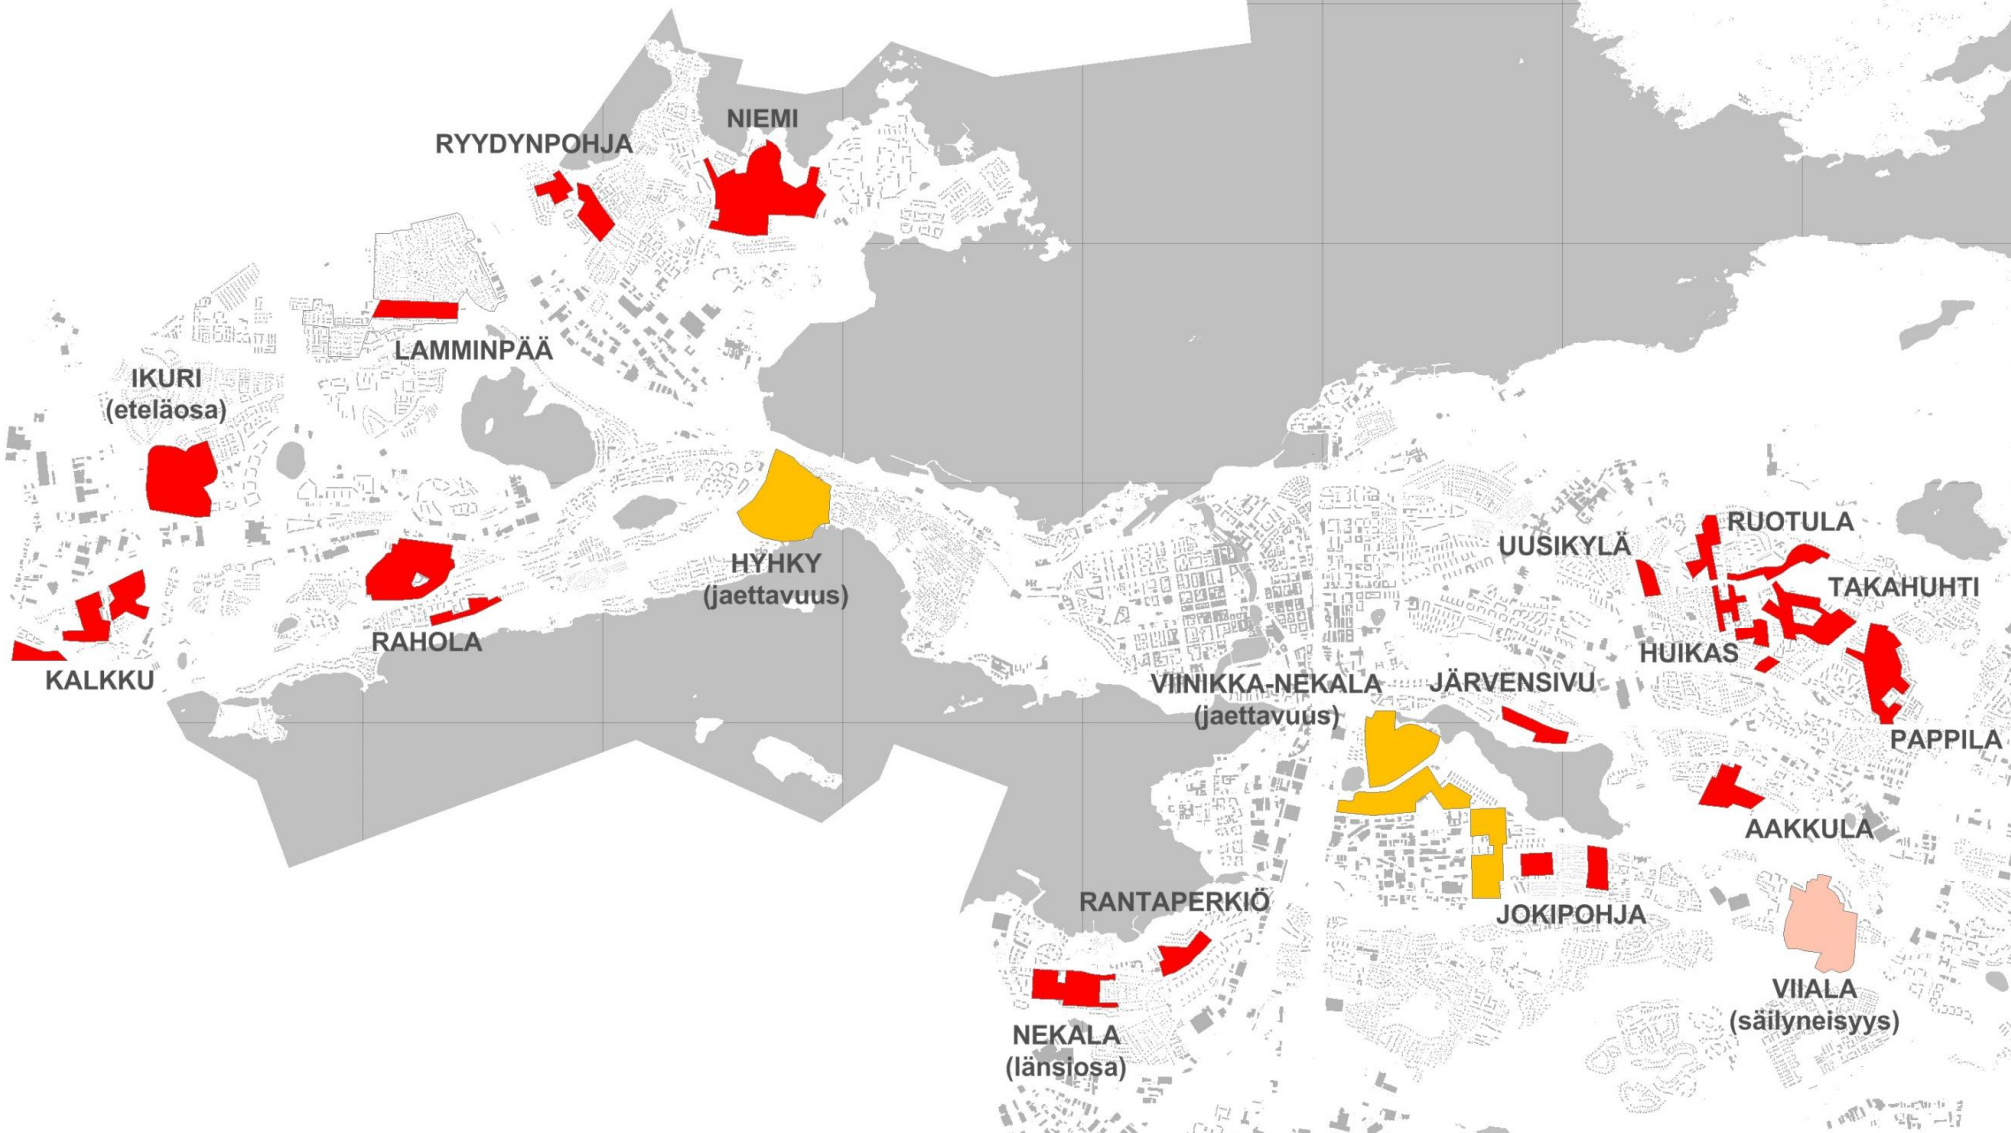 NIEMI
RYYDYNPOHJA
LAMMINPÄÄ
IKURI
(eteläosa)
RUOTULA
UUSIKYLÄ
HYHKY
(jaettavuus)
TAKAHUHTI
RAHOLA
HUIKAS
KALKKU
VIINIKKA-NEKALA
(jaettavuus)
JÄRVENSIVU
PAPPILA
AAKKULA
RANTAPERKIÖ
JOKIPOHJA
VIIALA
(säilyneisyys)
NEKALA
(länsiosa)